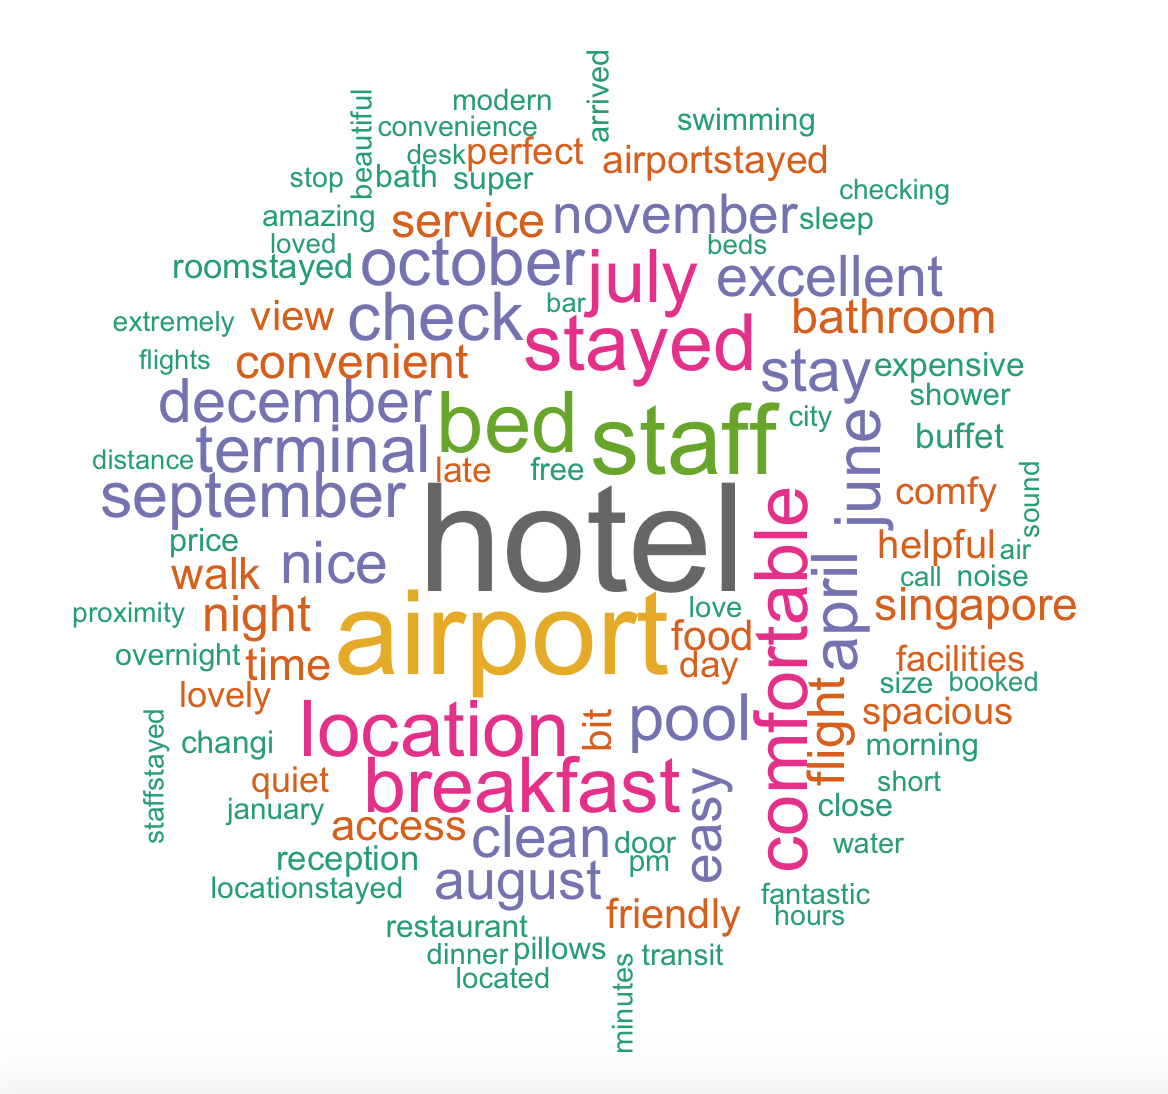 arrived
modern
beautiful
convenience
swimming
desk
perfect
airportstayed
stop
bath
super
checking
amazing
service
november
sleep
loved
october
july
beds
roomstayed
excellent
bar
extremely
view
check
stayed
bathroom
flights
convenient
stay
expensive
december
bed
staff
city
june
shower
buffet
distance
terminal
late
free
sound
september
hotel
comfortable
comfy
price
nice
april
helpful
air
walk
call
noise
proximity
night
airport
love
singapore
overnight
time
food
day
facilities
lovely
flight
size
booked
staffstayed
changi
location
bit
pool
spacious
morning
quiet
breakfast
easy
short
january
access
clean
door
close
reception
pm
water
locationstayed
august
fantastic
restaurant
friendly
hours
dinner
pillows
transit
located
minutes